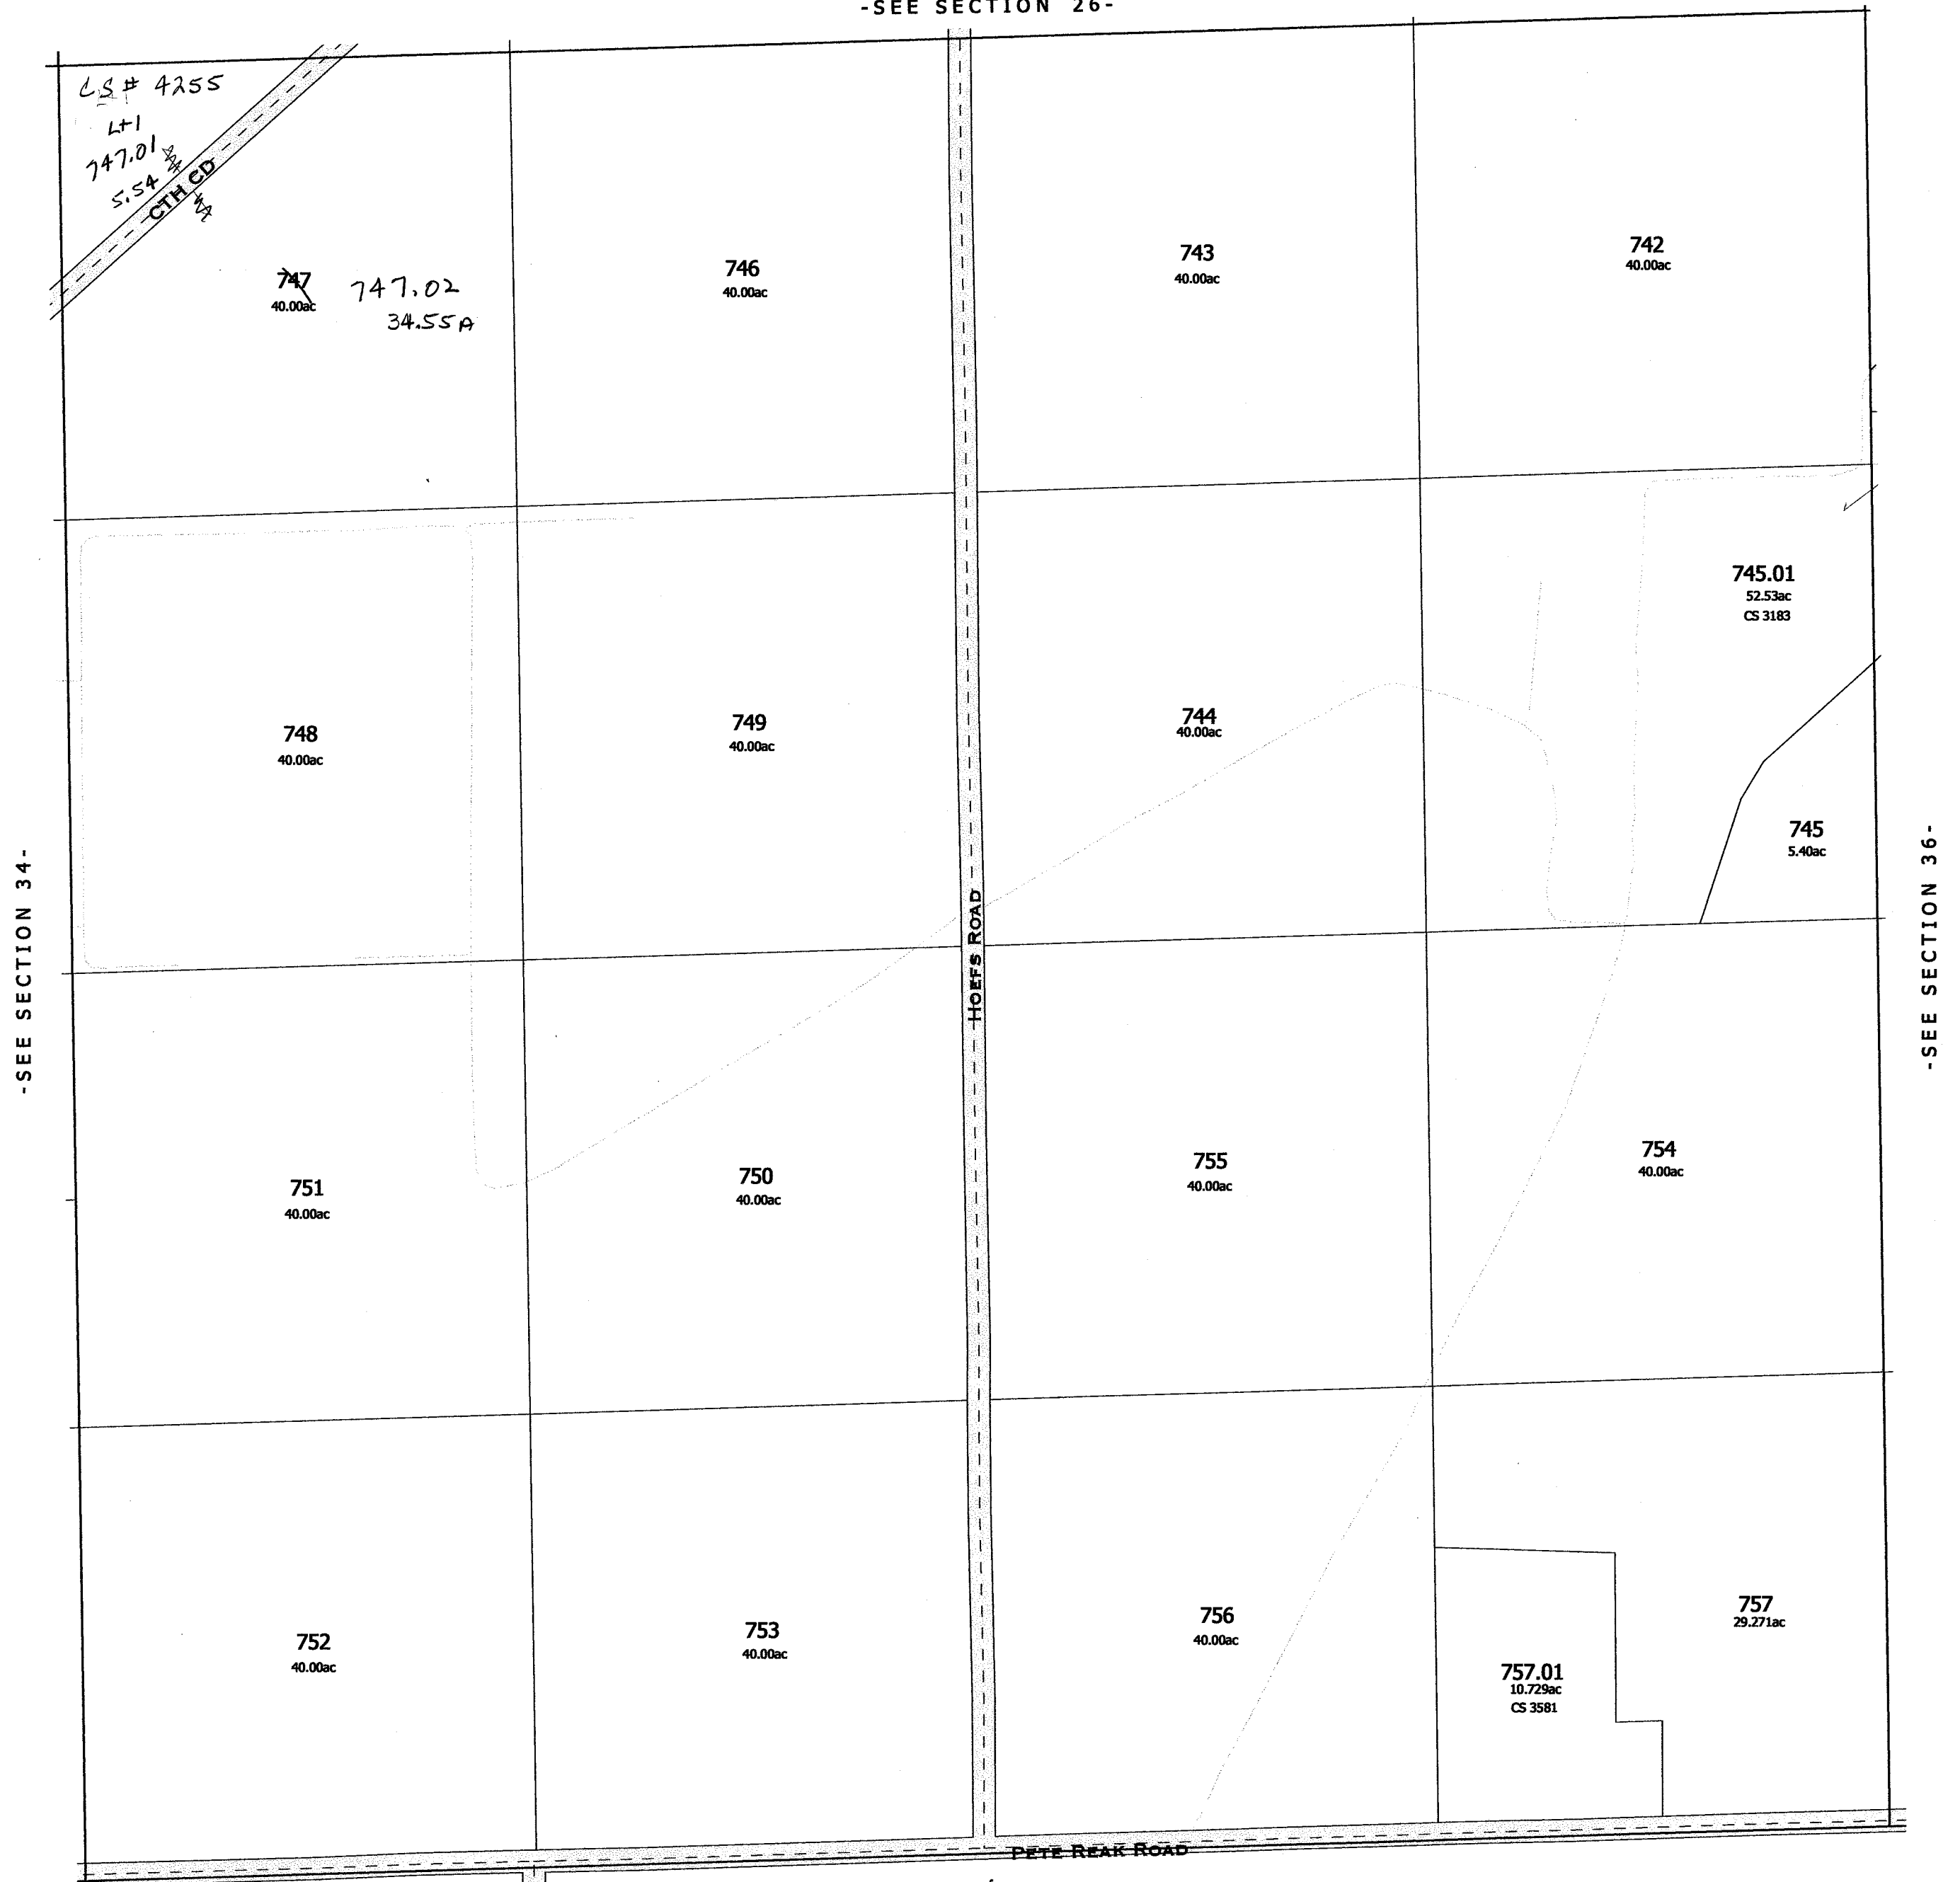 -SEE SECTION 26-
CS# 4255
Lt1
747.01
5.54
CTH CD
747
40.00ac
747.02
34.55A
746
40.00ac
743
40.00ac
742
40.00ac
748
40.00ac
749
40.00ac
744
40.00ac
745.01
52.53ac
CS 3183
745
5.40ac
-SEE SECTION 34-
HOEFS ROAD
-SEE SECTION 36-
751
40.00ac
750
40.00ac
755
40.00ac
754
40.00ac
752
40.00ac
753
40.00ac
756
40.00ac
757.01
10.729ac
CS 3581
757
29.271ac
PETE REAK ROAD